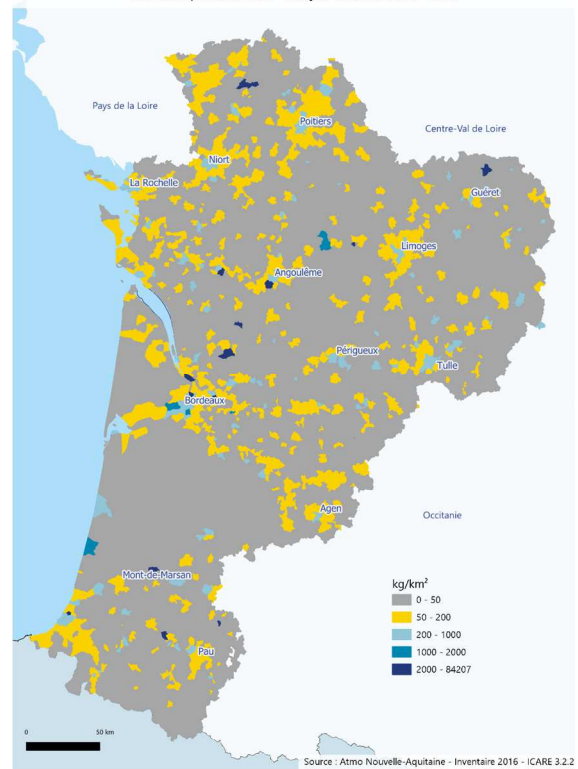 Pays de la Loire
Poitiers
Centre-Val de Loire
Niort
La Rochelle
Guéret
Limoges
Angoulême
Périgueux
Tulle
Bordeaux
Agen
Occitanie
Mont-de-Marsan
Pau
kg/km²
0 - 50
50 - 200
200 - 1000
1000 - 2000
2000 - 84207
0 50 km
Source : Atmo Nouvelle-Aquitaine - Inventaire 2016 - ICARE 3.2.2